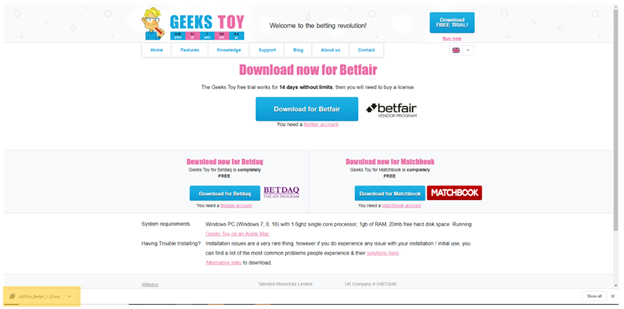 GEEKS TOY
Welcome to the betting revolution!
Download
FREE TRIAL!
Buy now
Home Features Knowledge Support Blog About us Contact
Download now for Betfair
The Geeks Toy free trial works for 14 days without limits, then you will need to buy a license
Download for Betfair
betfair
VENDOR PROGRAM
You need a Betfair account.
Download now for Betdaq
Geeks Toy for Betdaq is completely
FREE.
Download for Betdaq
BETDAQ
THE API PROGRAM
You need a Betdaq account.
Download now for Matchbook
Geeks Toy for Matchbook is completely
FREE.
Download for Matchbook
MATCHBOOK
You need a Matchbook account.
System requirements
Windows PC (Windows 7, 8, 10) with 1.6ghz single core processor, 1gb of RAM, 20mb free hard disk space. Running
Geeks Toy on an Apple Mac.
Having Trouble Installing?
Installation issues are a very rare thing, however if you do experience any issue with your installation / initial use, you
can find a lot of the most common problems people experience & their solutions here.
Alternative links to download.
Affiliates
Talented Mavericks Limited
Show all